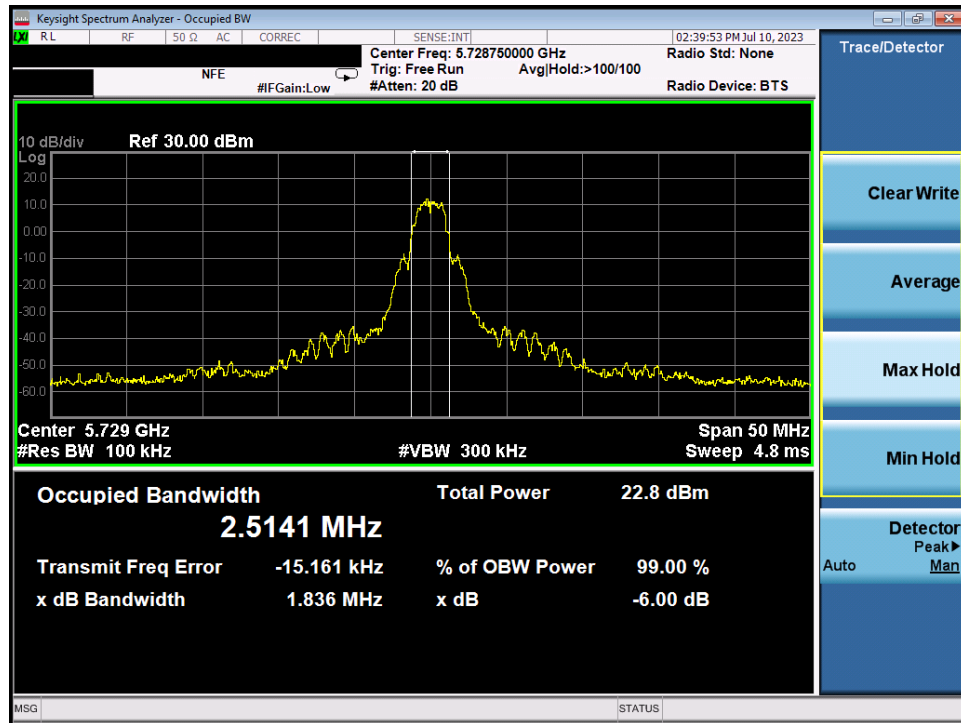 Keysight Spectrum Analyzer - Occupied BW
LXI RL RF 50 Ω AC CORREC SENSE:INT 02:39:53 PM Jul 10, 2023
Center Freq: 5.728750000 GHz Radio Std: None
NFE Trig: Free Run Avg|Hold:>100/100
#IFGain:Low #Atten: 20 dB Radio Device: BTS
10 dB/div Ref 30.00 dBm
Log
20.0
10.0
0.00
-10.0
-20.0
-30.0
-40.0
-50.0
-60.0
Center 5.729 GHz Span 50 MHz
#Res BW 100 kHz #VBW 300 kHz Sweep 4.8 ms
Occupied Bandwidth Total Power 22.8 dBm
2.5141 MHz
Transmit Freq Error -15.161 kHz % of OBW Power 99.00 %
x dB Bandwidth 1.836 MHz x dB -6.00 dB
MSG STATUS
Trace/Detector
Clear Write
Average
Max Hold
Min Hold
Detector
Peak▶
Auto Man